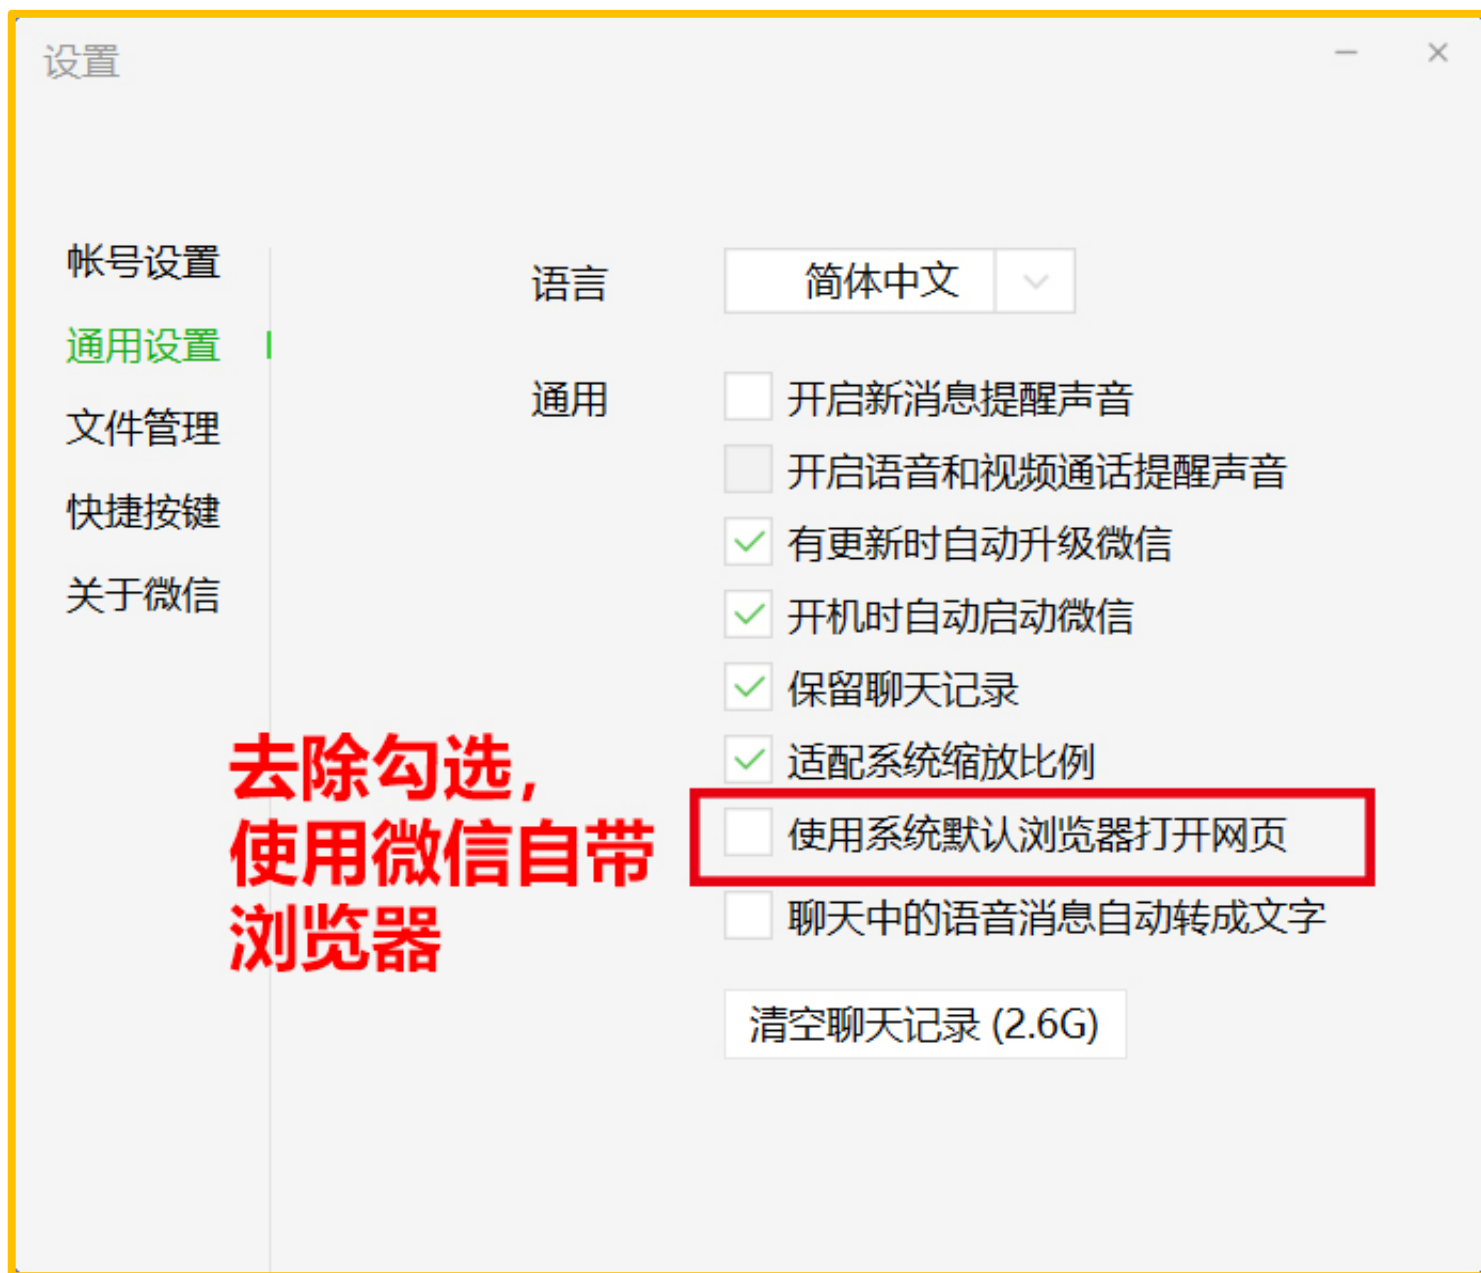 设置
帐号设置
通用设置
文件管理
快捷按键
关于微信
语言
简体中文
通用
开启新消息提醒声音
开启语音和视频通话提醒声音
有更新时自动升级微信
开机时自动启动微信
保留聊天记录
适配系统缩放比例
使用系统默认浏览器打开网页
聊天中的语音消息自动转成文字
清空聊天记录 (2.6G)
去除勾选，
使用微信自带
浏览器